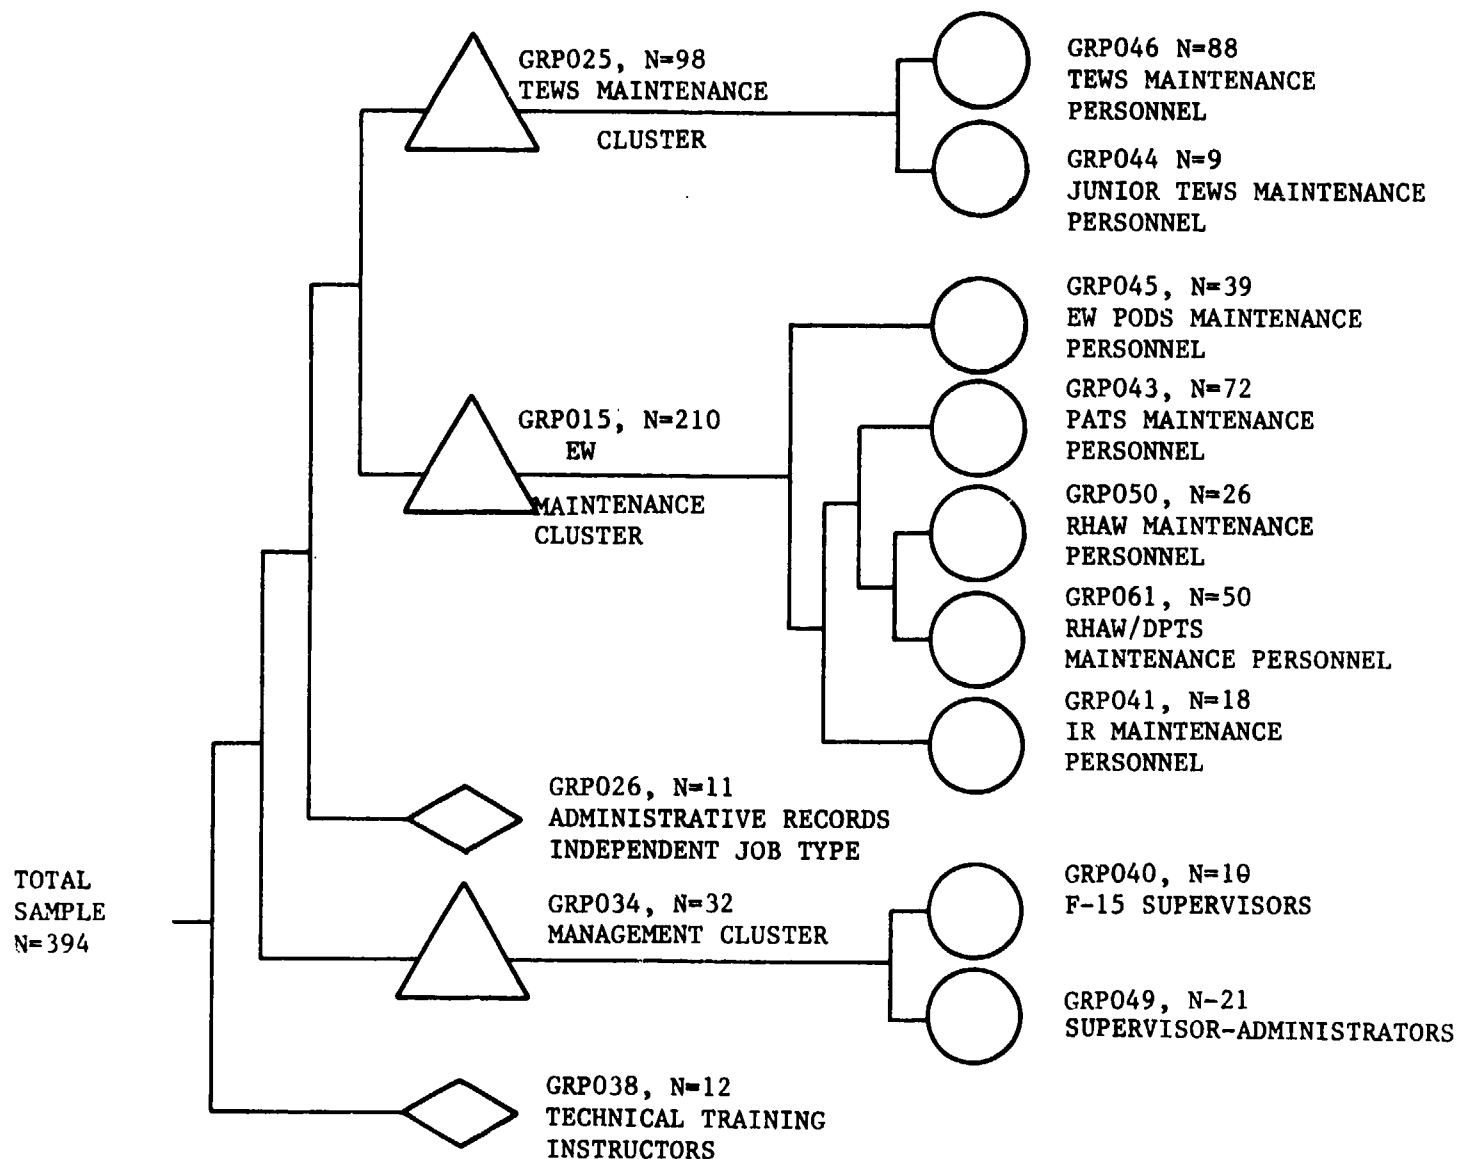 GRP025, N=98
TEWS MAINTENANCE
CLUSTER
GRP046 N=88
TEWS MAINTENANCE
PERSONNEL
GRP044 N=9
JUNIOR TEWS MAINTENANCE
PERSONNEL
GRP015, N=210
EW
MAINTENANCE
CLUSTER
GRP045, N=39
EW PODS MAINTENANCE
PERSONNEL
GRP043, N=72
PATS MAINTENANCE
PERSONNEL
GRP050, N=26
RHAW MAINTENANCE
PERSONNEL
GRP061, N=50
RHAW/DPTS
MAINTENANCE PERSONNEL
GRP041, N=18
IR MAINTENANCE
PERSONNEL
GRP026, N=11
ADMINISTRATIVE RECORDS
INDEPENDENT JOB TYPE
TOTAL
SAMPLE
N=394
GRP034, N=32
MANAGEMENT CLUSTER
GRP040, N=10
F-15 SUPERVISORS
GRP049, N-21
SUPERVISOR-ADMINISTRATORS
GRP038, N=12
TECHNICAL TRAINING
INSTRUCTORS